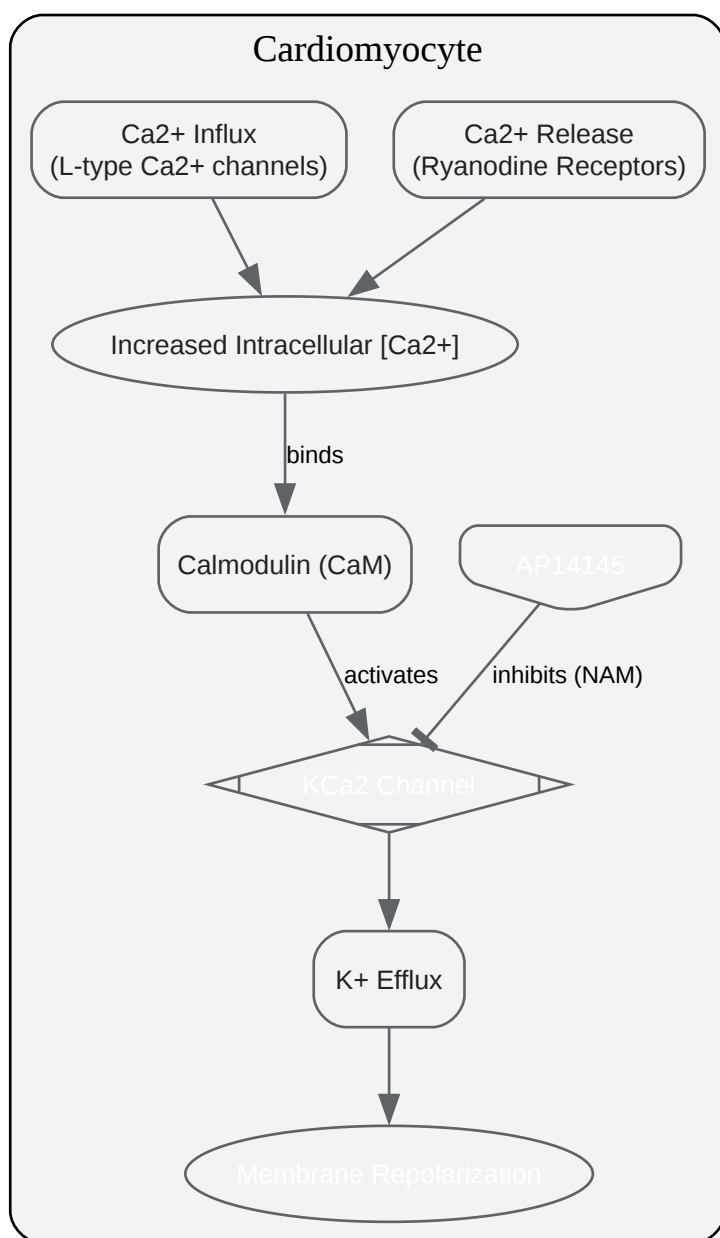 Cardiomyocyte
Ca2+ Influx
(L-type Ca2+ channels)
Ca2+ Release
(Ryanodine Receptors)
Increased Intracellular [Ca2+]
binds
Calmodulin (CaM)
AP14145
activates
inhibits (NAM)
KCa2 Channel
K+ Efflux
Membrane Repolarization